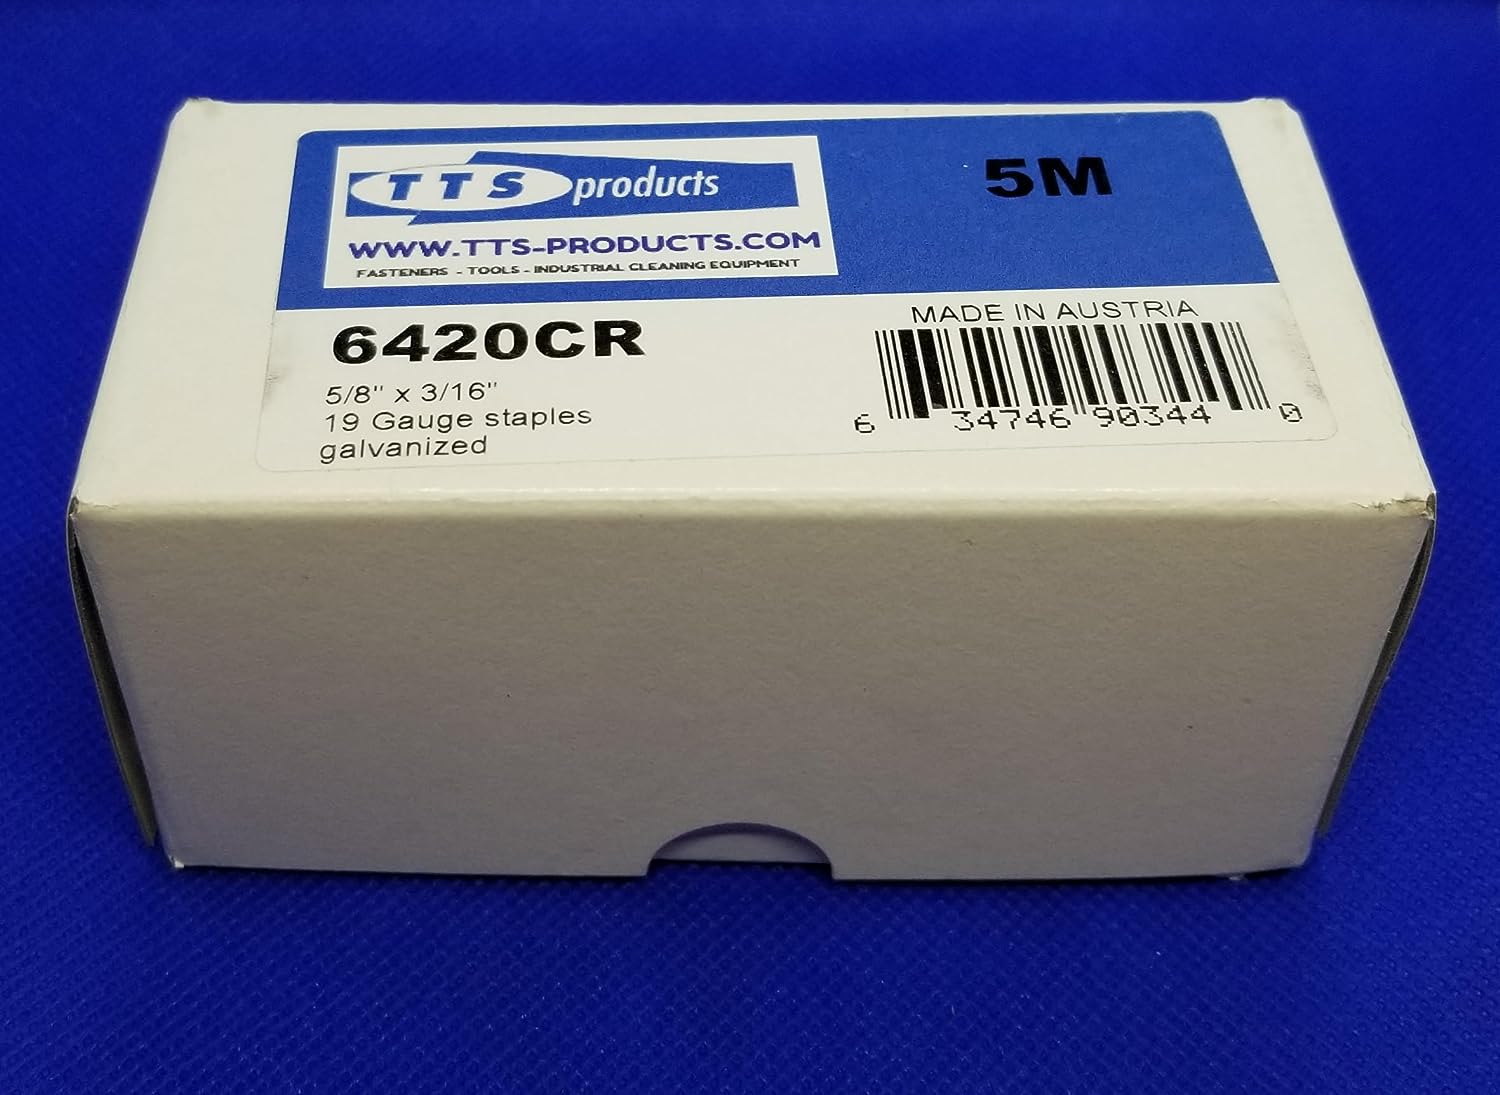 TTS products
WWW.TTS-PRODUCTS.COM
FASTENERS - TOOLS - INDUSTRIAL CLEANING EQUIPMENT
5M
6420CR
5/8" x 3/16"
19 Gauge staples
galvanized
MADE IN AUSTRIA
6 34746 90344 0